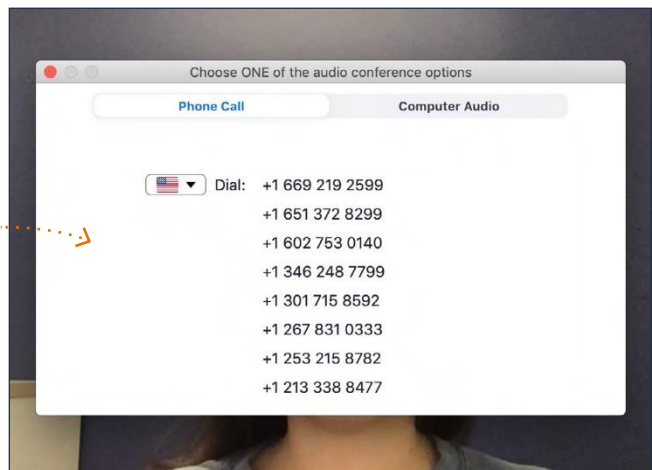 Choose ONE of the audio conference options
Phone Call Computer Audio
Dial: +1 669 219 2599
+1 651 372 8299
+1 602 753 0140
+1 346 248 7799
+1 301 715 8592
+1 267 831 0333
+1 253 215 8782
+1 213 338 8477